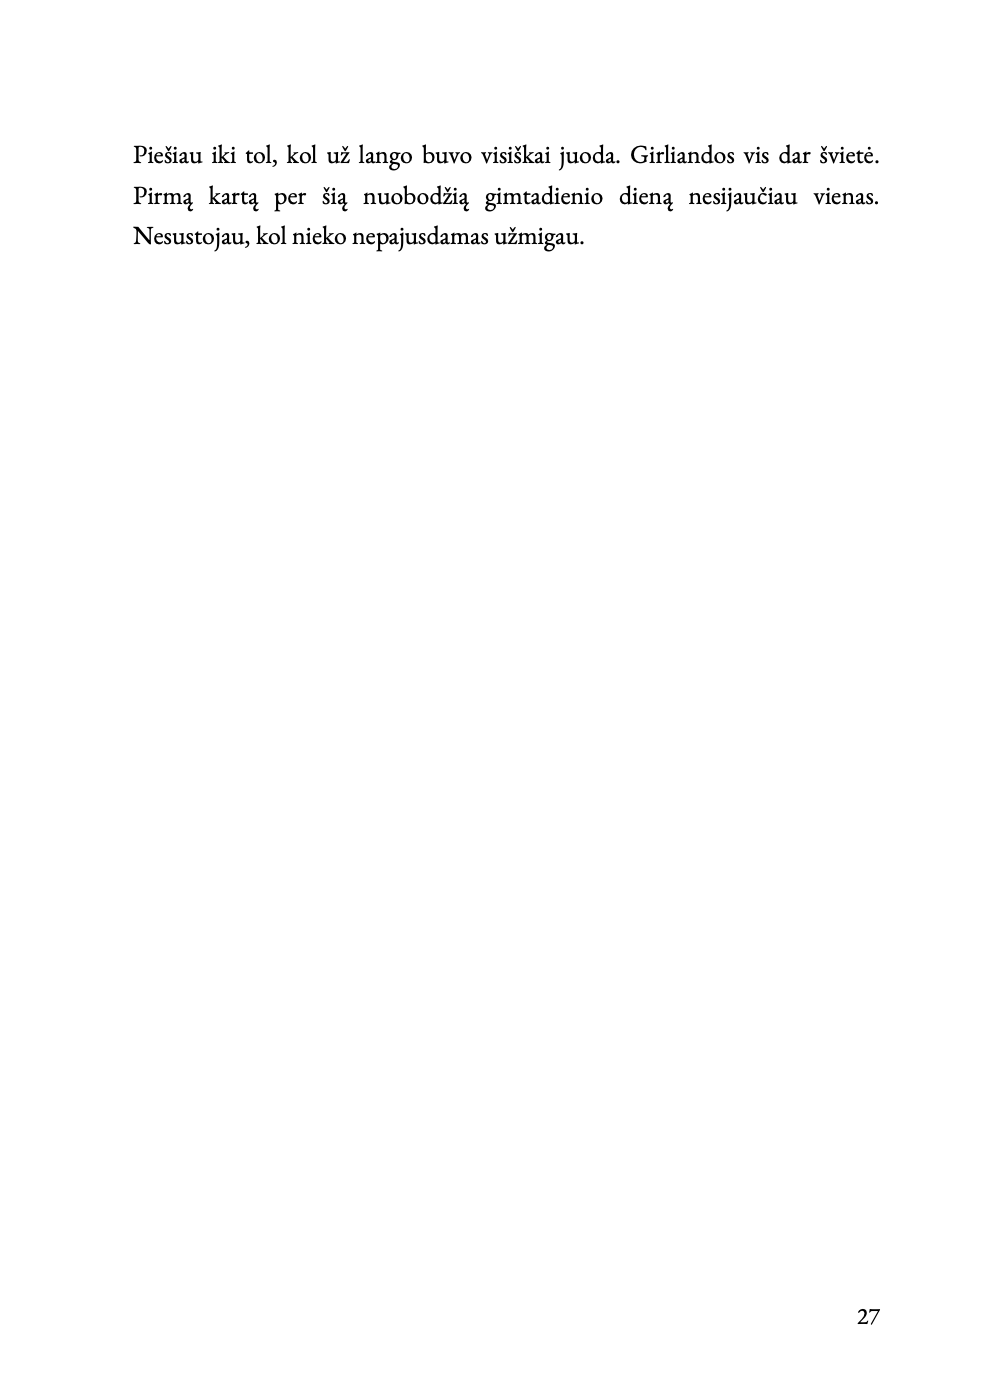 Piešiau iki tol, kol už lango buvo visiškai juoda. Girliandos vis dar švietė.
Pirmą kartą per šią nuobodžią gimtadienio dieną nesijaučiau vienas.
Nesustojau, kol nieko nepajusdamas užmigau.
27